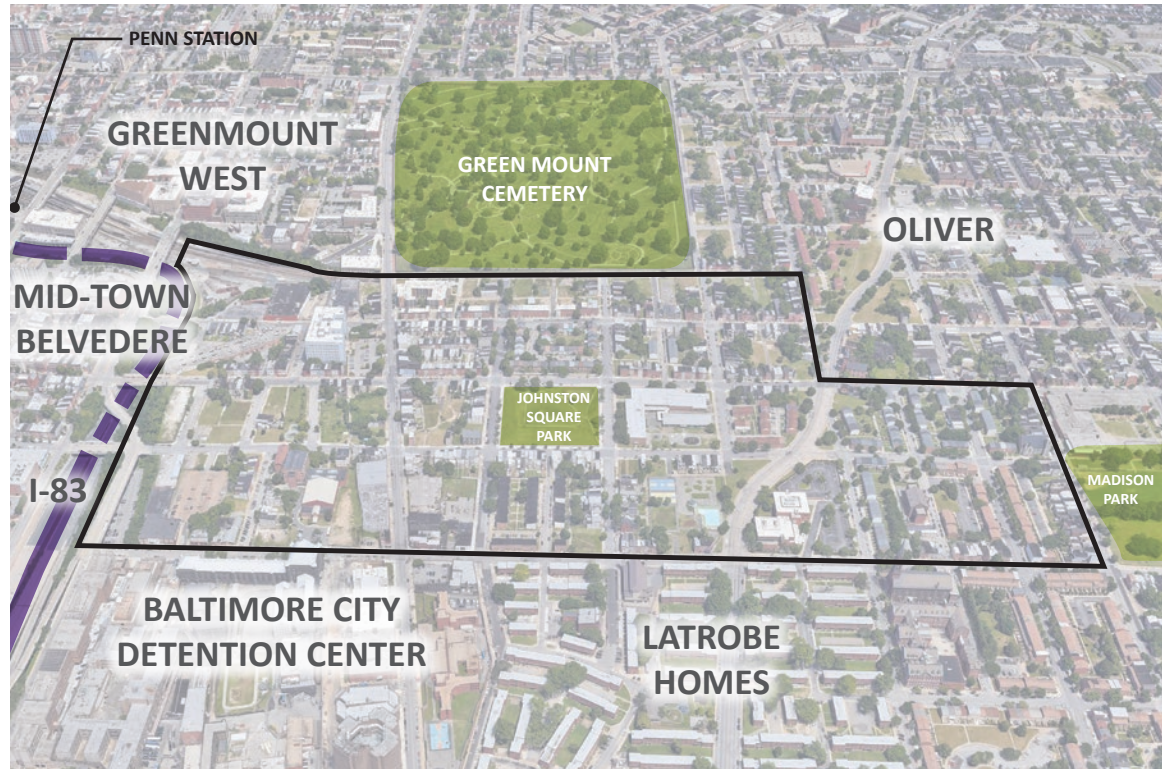 PENN STATION
GREENMOUNT
WEST
GREEN MOUNT
CEMETERY
OLIVER
MID-TOWN
BELVEDERE
JOHNSTON
SQUARE
PARK
I-83
MADISON
PARK
BALTIMORE CITY
DETENTION CENTER
LATROBE
HOMES